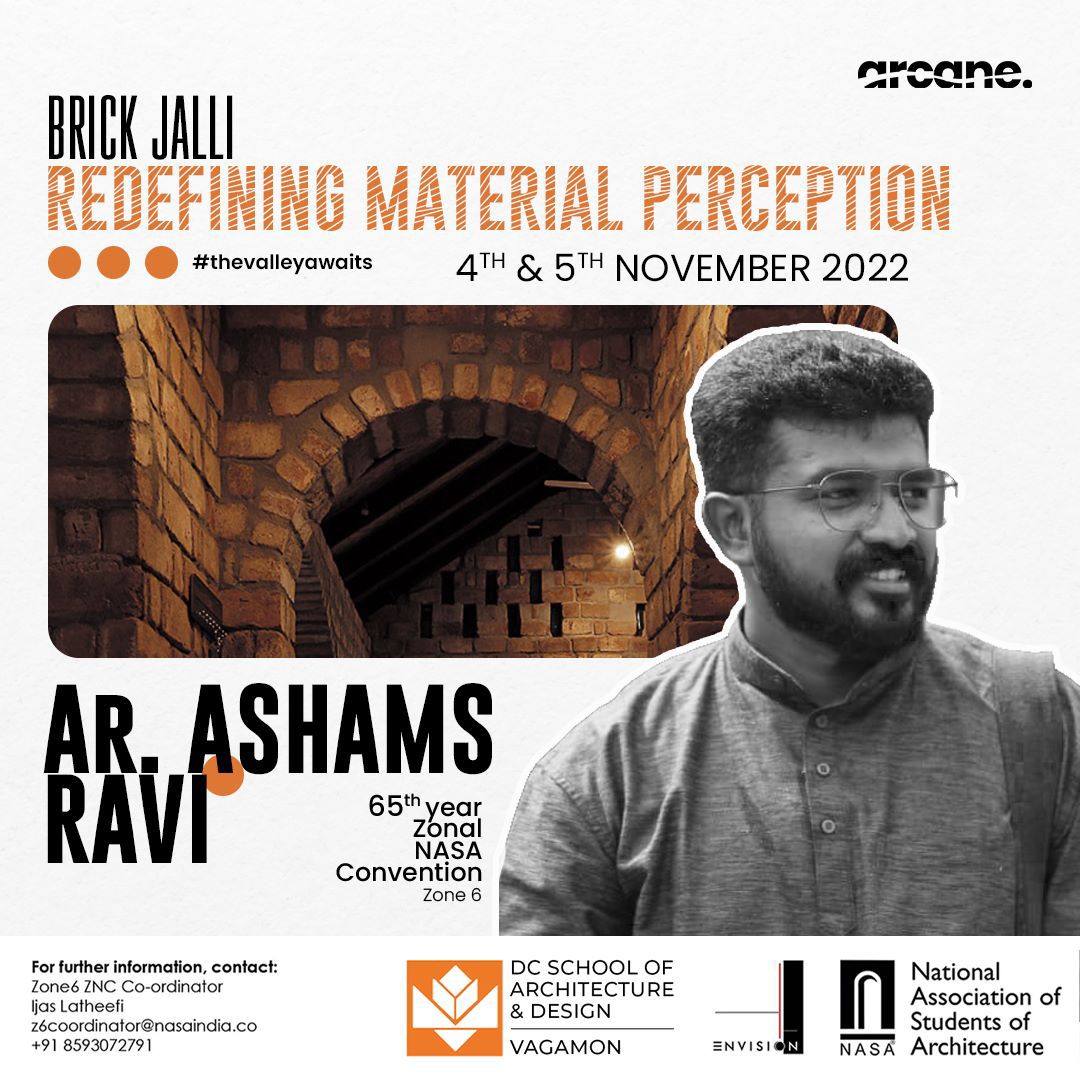 arcane.
BRICK JALLI
REDEFINING MATERIAL PERCEPTION
#thevalleyawaits
4TH & 5TH NOVEMBER 2022
AR. ASHAMS
RAVI
65th year
Zonal
NASA
Convention
Zone 6
For further information, contact:
Zone6 ZNC Co-ordinator
Ijas Latheefi
z6coordinator@nasaindia.co
+91 8593072791
DC SCHOOL OF
ARCHITECTURE
& DESIGN
VAGAMON
ENVISION
NASA
National
Association of
Students of
Architecture